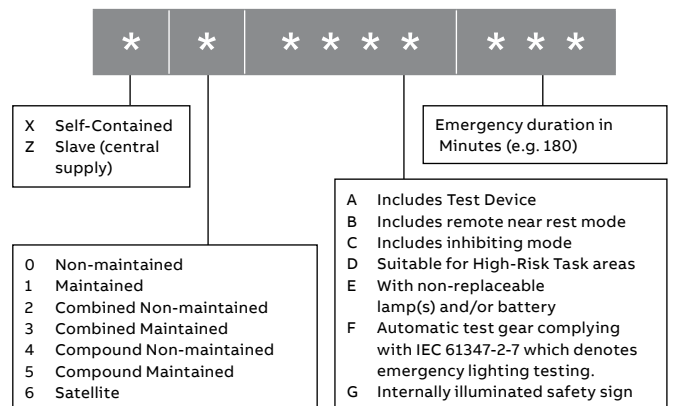 * * * * * * * * *
X Self-Contained
Z Slave (central
supply)
Emergency duration in
Minutes (e.g. 180)
0 Non-maintained
1 Maintained
2 Combined Non-maintained
3 Combined Maintained
4 Compound Non-maintained
5 Compound Maintained
6 Satellite
A Includes Test Device
B Includes remote near rest mode
C Includes inhibiting mode
D Suitable for High-Risk Task areas
E With non-replaceable
lamp(s) and/or battery
F Automatic test gear complying
with IEC 61347-2-7 which denotes
emergency lighting testing.
G Internally illuminated safety sign